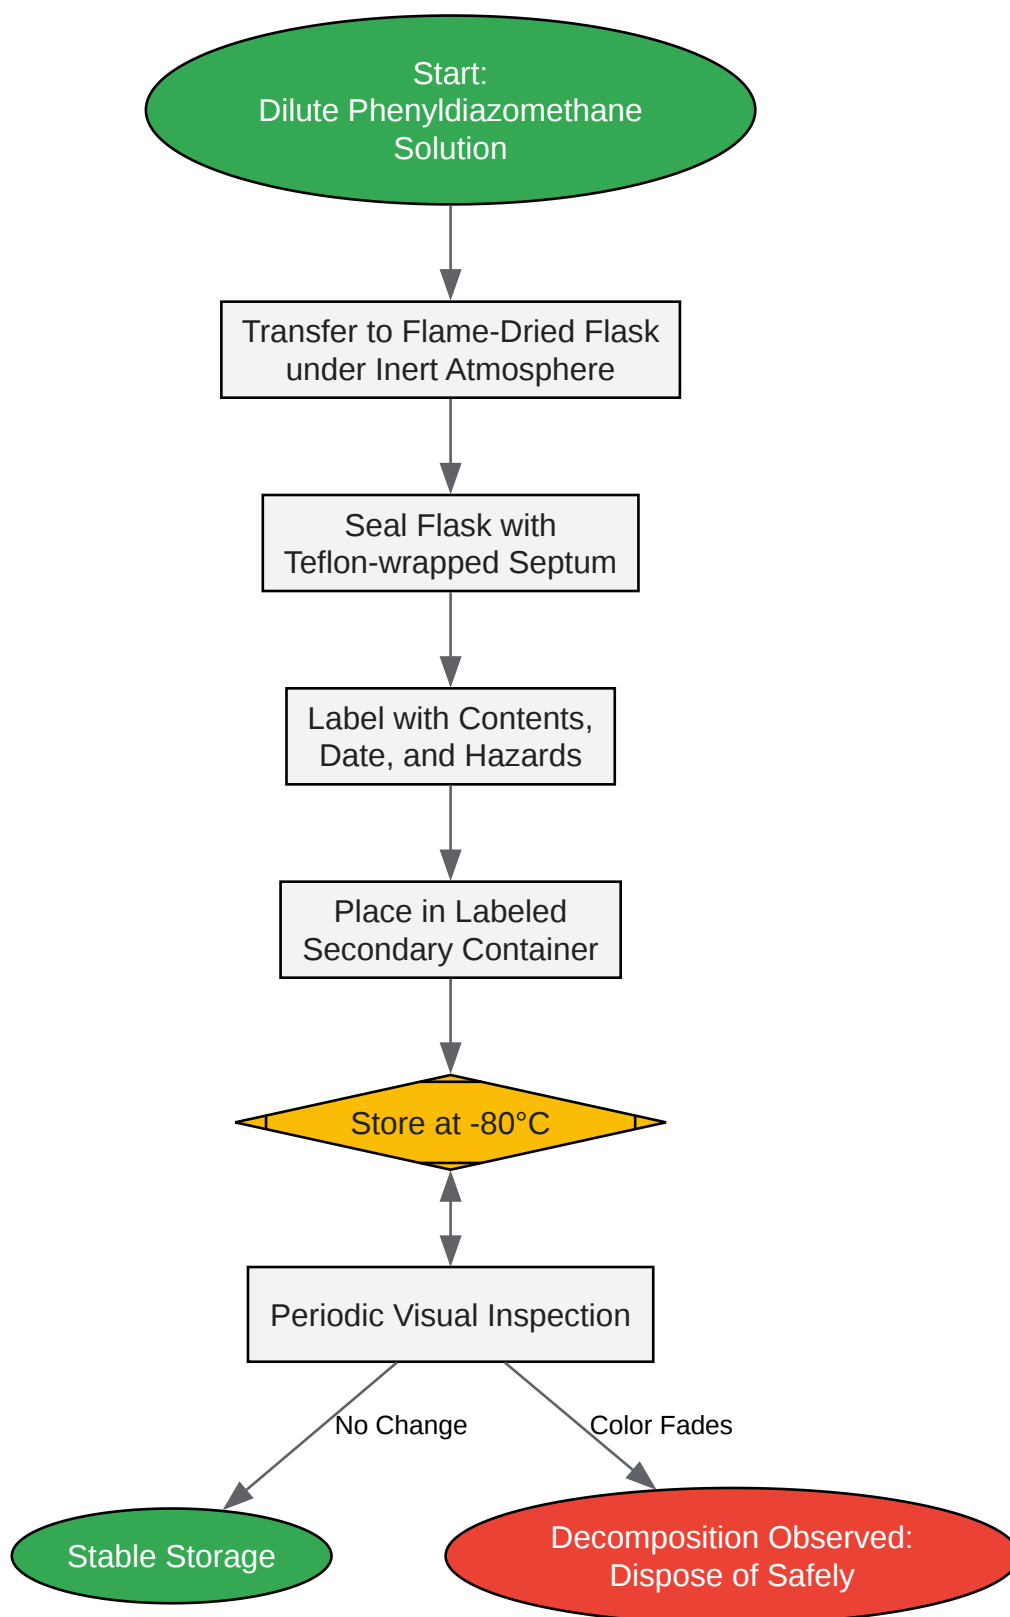 Start:
Dilute Phenyldiazomethane
Solution
Transfer to Flame-Dried Flask
under Inert Atmosphere
Seal Flask with
Teflon-wrapped Septum
Label with Contents,
Date, and Hazards
Place in Labeled
Secondary Container
Store at -80°C
Periodic Visual Inspection
No Change
Color Fades
Stable Storage
Decomposition Observed:
Dispose of Safely